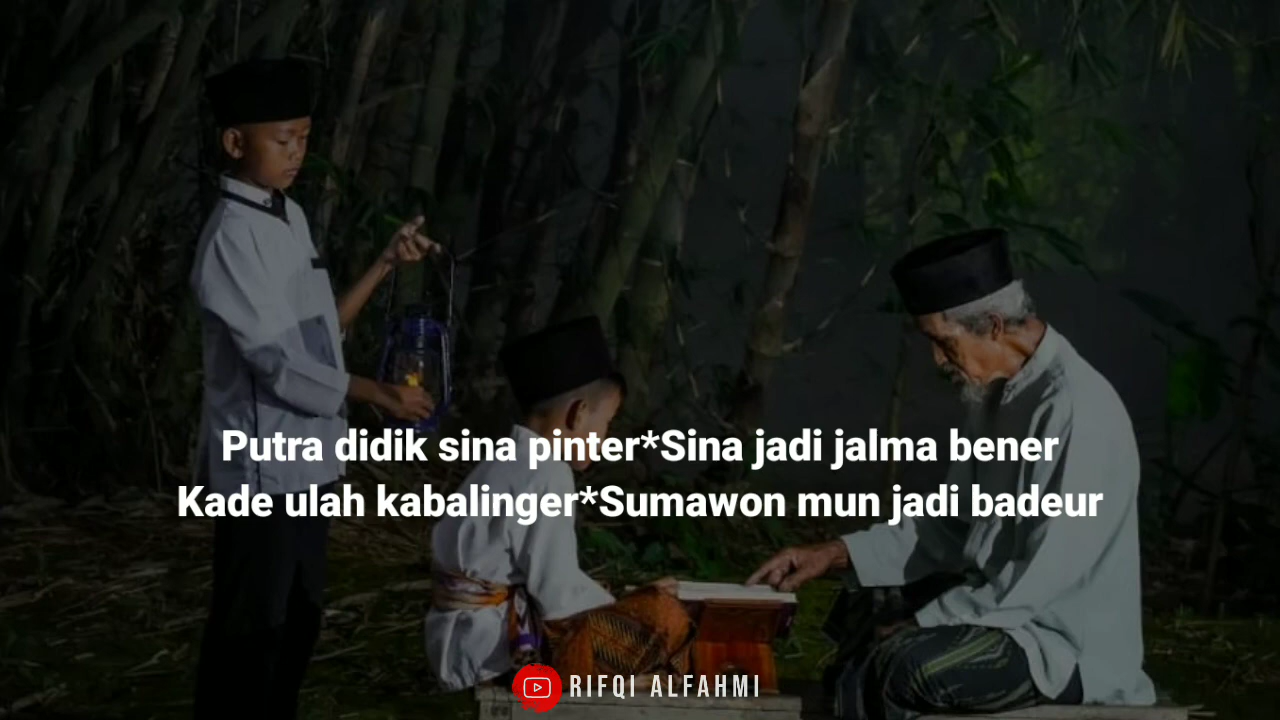 Putra didik sina pinter*Sina jadi jalma bener
Kade ulah kabalinger*Sumawon mun jadi badeur
RIFQI ALFAHMI